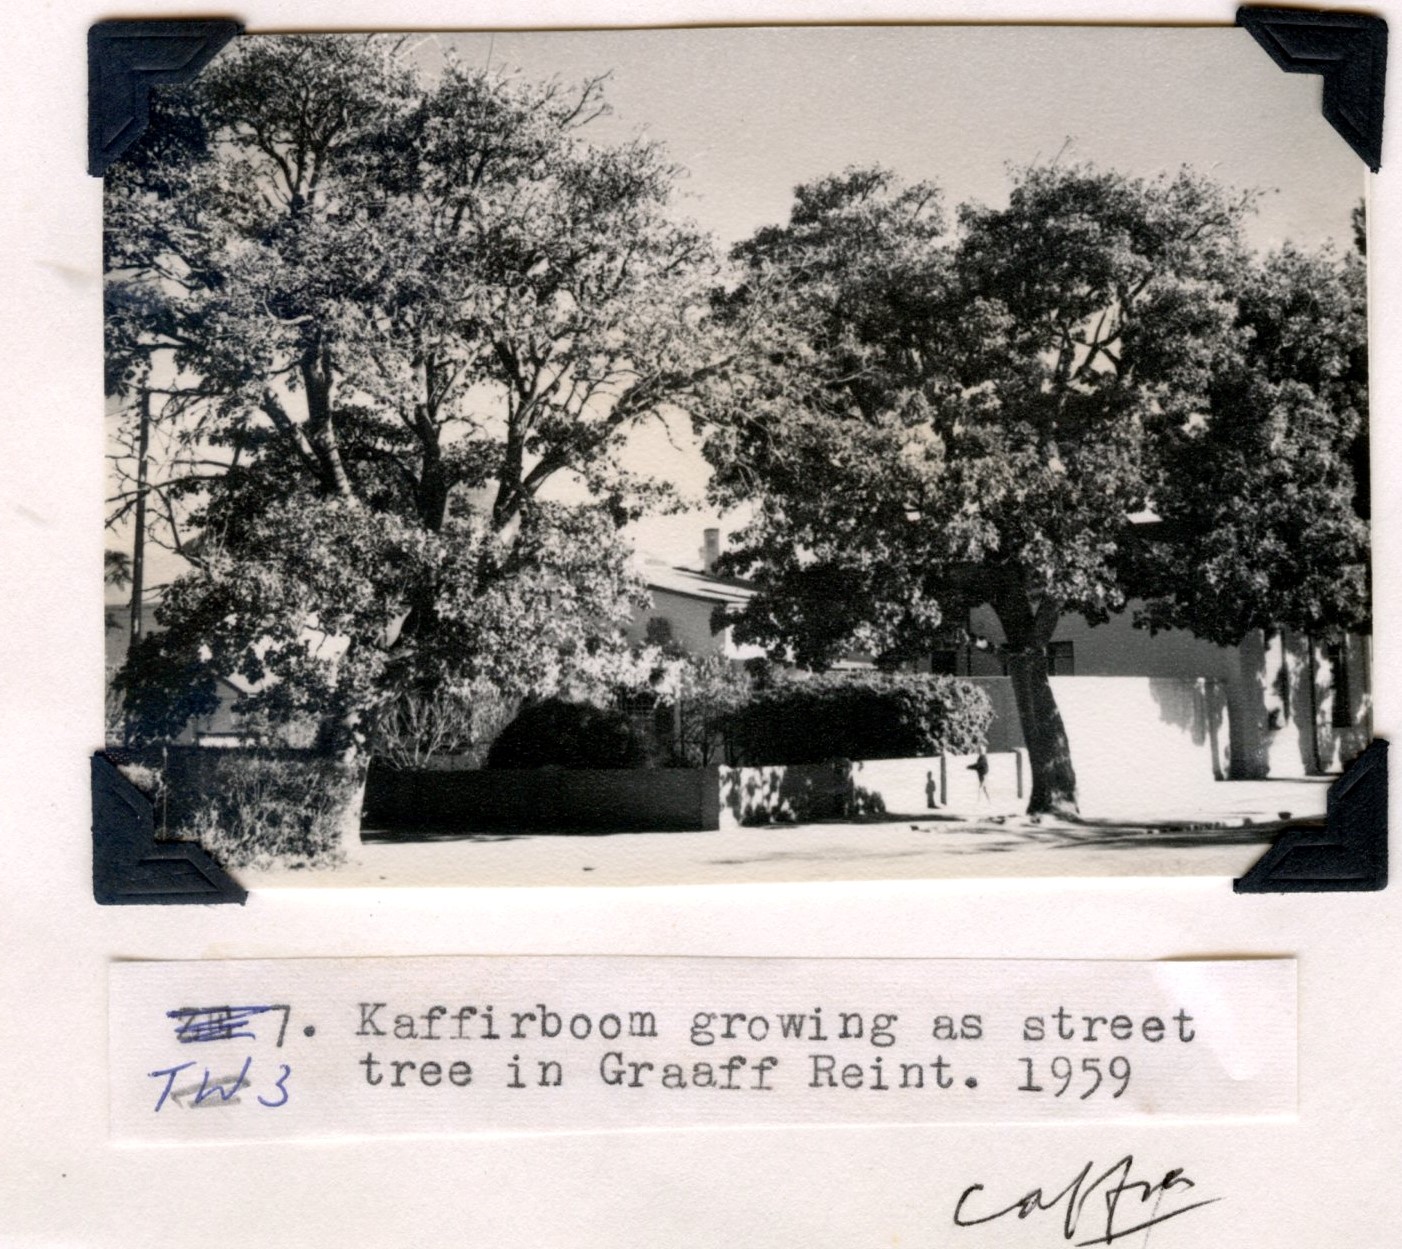 7. Kaffirboom growing as street
TW3 tree in Graaff Reint. 1959
caffra